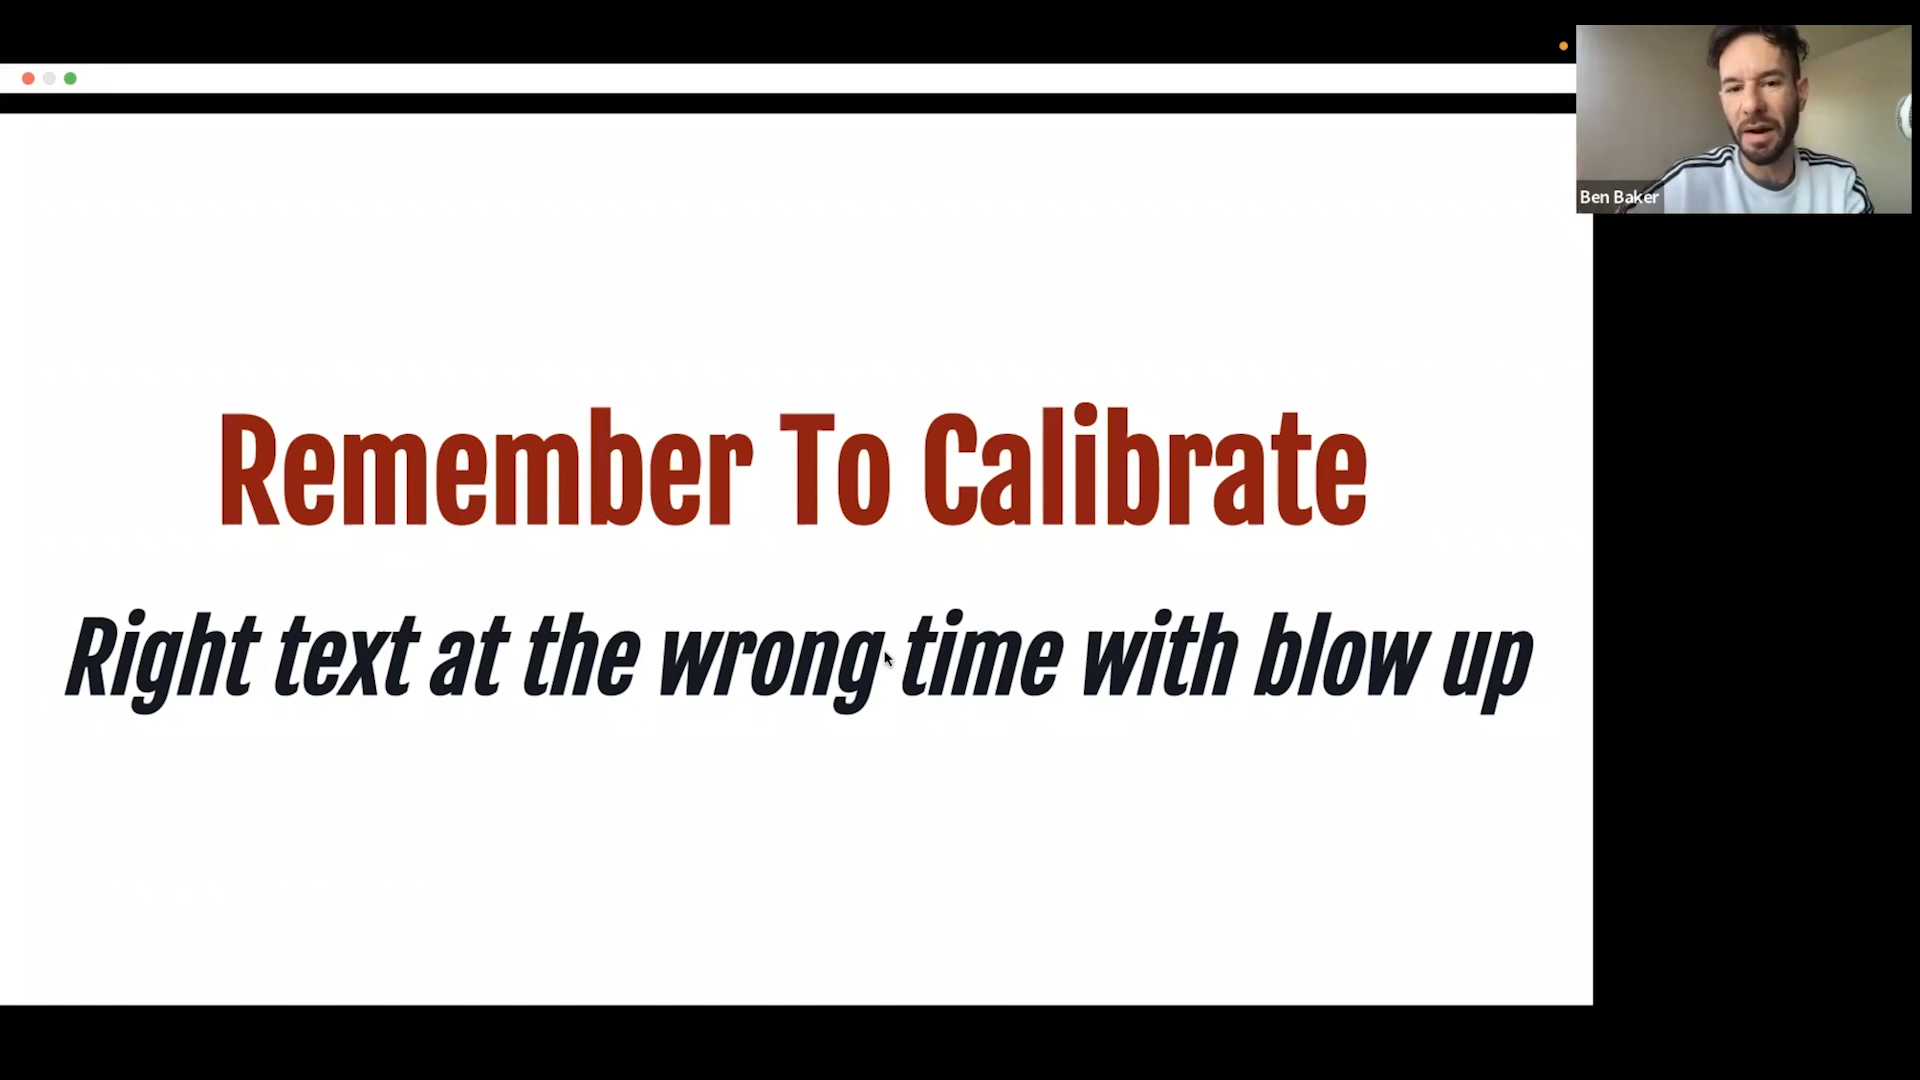 Ben Baker
Remember To Calibrate
Right text at the wrong time with blow up